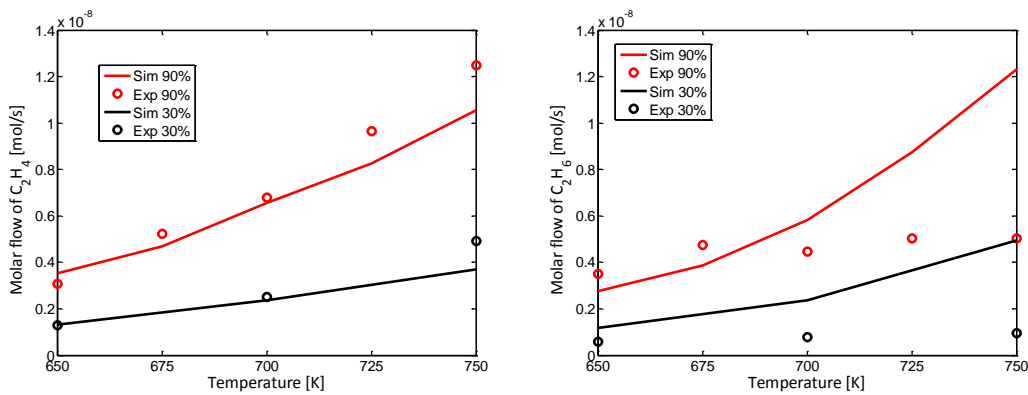 x 10⁻⁸
1.4
1.2
1
0.8
0.6
0.4
0.2
0
650
675
700
725
750
Temperature [K]
Molar flow of C₂H₄ [mol/s]
Sim 90%
Exp 90%
Sim 30%
Exp 30%
x 10⁻⁸
1.4
1.2
1
0.8
0.6
0.4
0.2
0
650
675
700
725
750
Temperature [K]
Molar flow of C₂H₆ [mol/s]
Sim 90%
Exp 90%
Sim 30%
Exp 30%